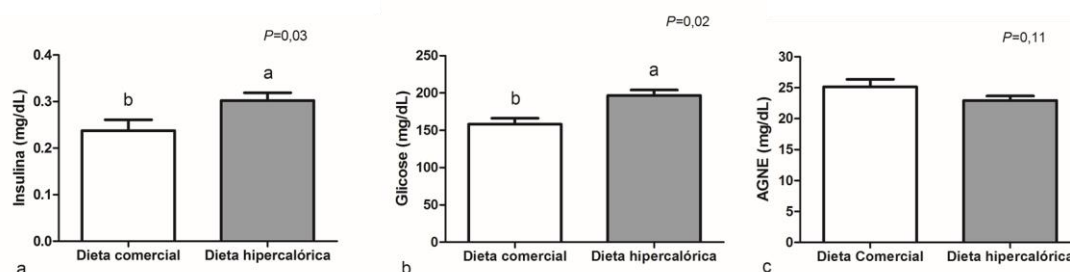 P=0,03
0.4
0.3
0.2
0.1
0.0
Insulina (mg/dL)
b
a
Dieta comercial
Dieta hipercalórica
a
P=0,02
250
200
150
100
50
0
Glicose (mg/dL)
b
a
Dieta comercial
Dieta hipercalórica
b
P=0,11
30
25
20
15
10
5
0
AGNE (mg/dL)
Dieta Comercial
Dieta hipercalórica
c